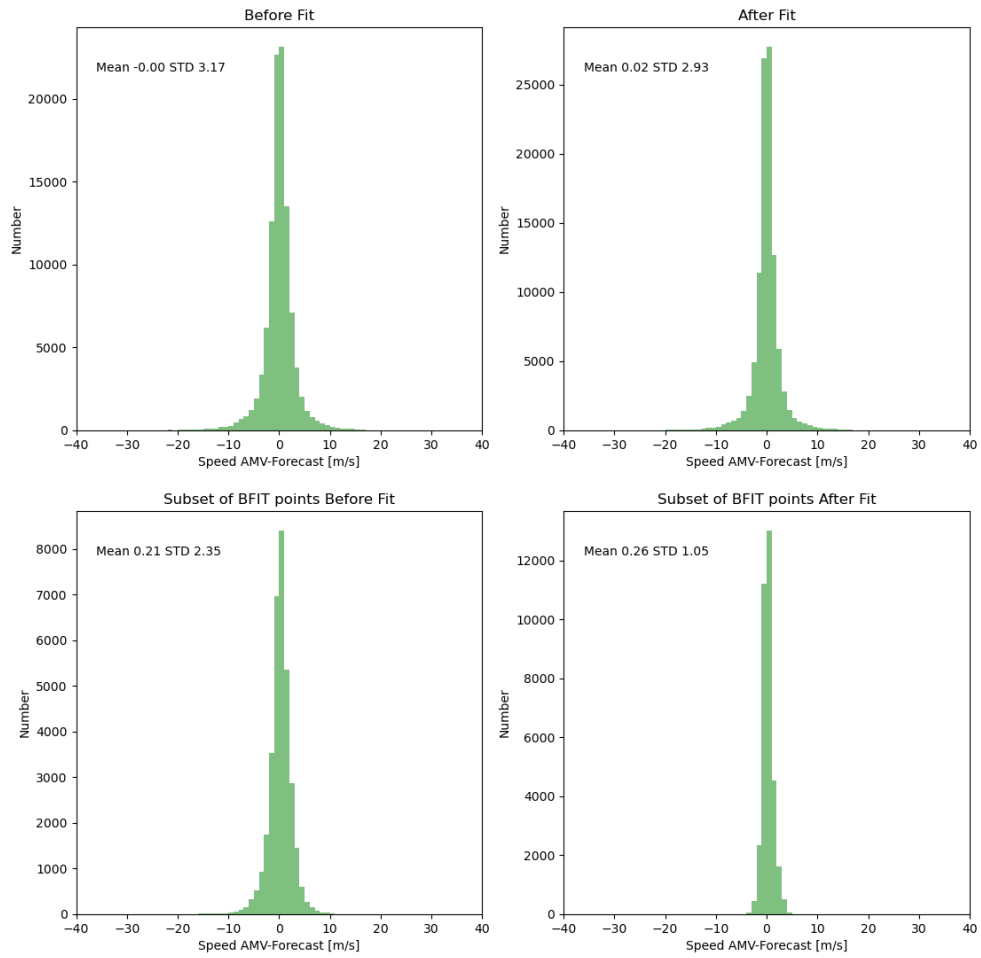 Before Fit
Mean -0.00 STD 3.17
Number
20000
15000
10000
5000
0
−40 −30 −20 −10 0 10 20 30 40
Speed AMV-Forecast [m/s]
After Fit
Mean 0.02 STD 2.93
Number
25000
20000
15000
10000
5000
0
−40 −30 −20 −10 0 10 20 30 40
Speed AMV-Forecast [m/s]
Subset of BFIT points Before Fit
Mean 0.21 STD 2.35
Number
8000
7000
6000
5000
4000
3000
2000
1000
0
−40 −30 −20 −10 0 10 20 30 40
Speed AMV-Forecast [m/s]
Subset of BFIT points After Fit
Mean 0.26 STD 1.05
Number
12000
10000
8000
6000
4000
2000
0
−40 −30 −20 −10 0 10 20 30 40
Speed AMV-Forecast [m/s]